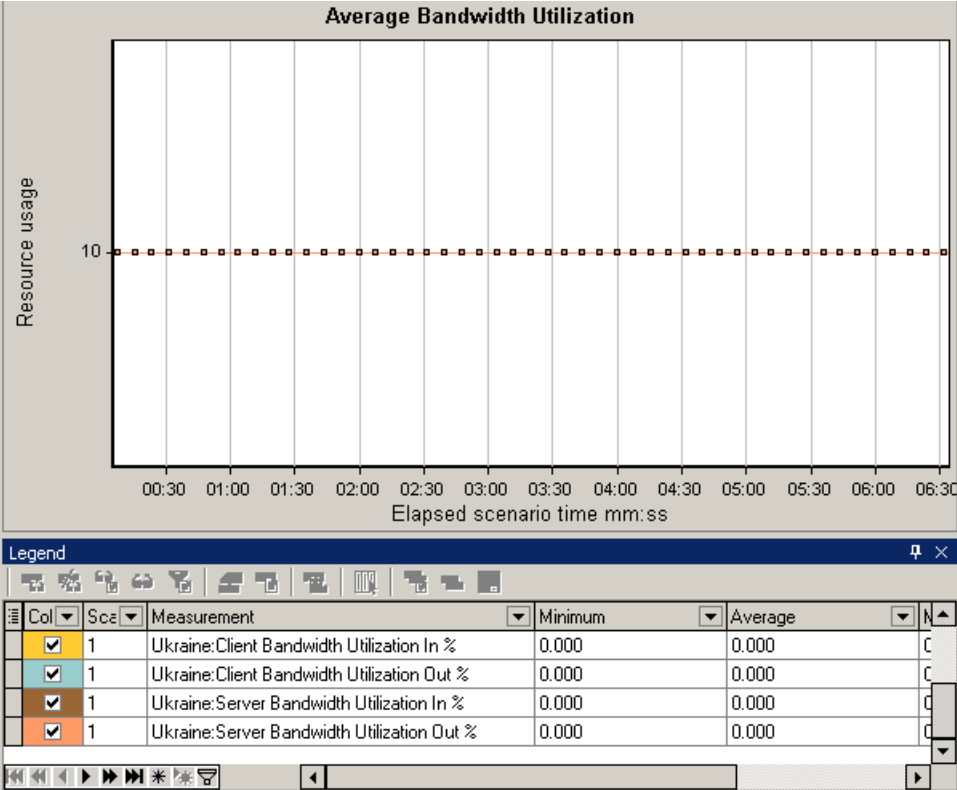 Average Bandwidth Utilization
Resource usage
10
00:30 01:00 01:30 02:00 02:30 03:00 03:30 04:00 04:30 05:00 05:30 06:00 06:30
Elapsed scenario time mm:ss
Legend
Col Sca Measurement Minimum Average
1 Ukraine:Client Bandwidth Utilization In % 0.000 0.000
1 Ukraine:Client Bandwidth Utilization Out % 0.000 0.000
1 Ukraine:Server Bandwidth Utilization In % 0.000 0.000
1 Ukraine:Server Bandwidth Utilization Out % 0.000 0.000